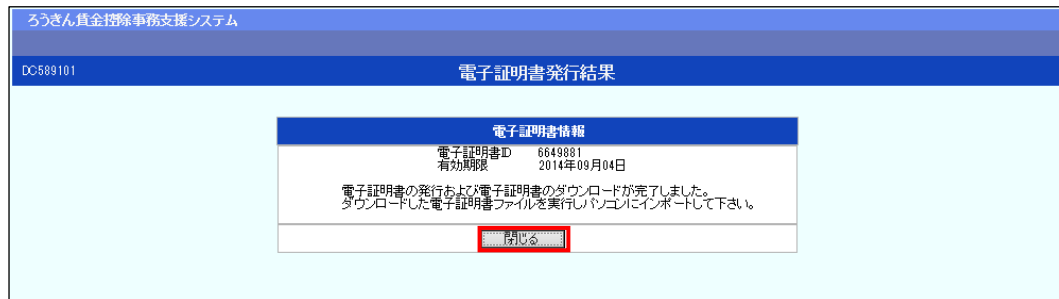 ろうきん賃金控除事務支援システム
DC589101
電子証明書発行結果
電子証明書情報
電子証明書ID 6649881
有効期限 2014年09月04日
電子証明書の発行および電子証明書のダウンロードが完了しました。
ダウンロードした電子証明書ファイルを実行しパソコンにインポートして下さい。
閉じる